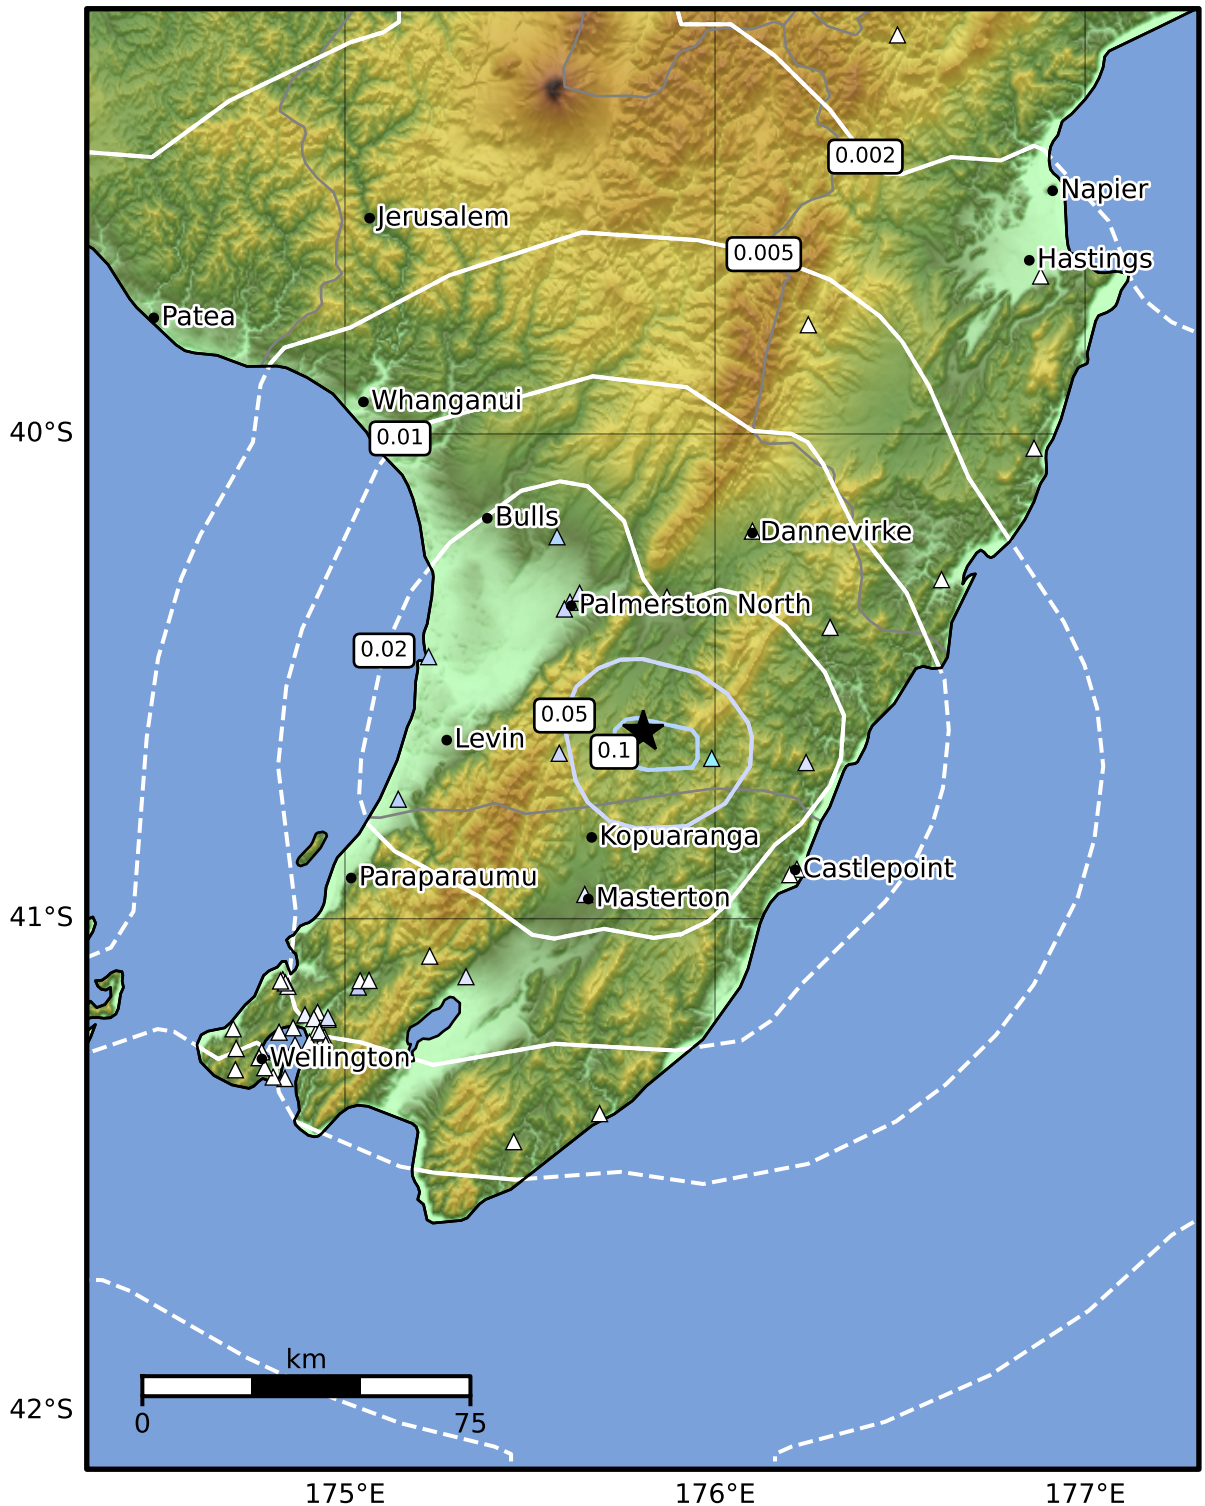 0.002
Napier
Jerusalem
0.005
Hastings
Patea
Whanganui
40°S
0.01
Bulls
Dannevirke
Palmerston North
0.02
0.05
Levin
0.1
Kopuaranga
Castlepoint
Paraparaumu
Masterton
41°S
Wellington
km
0
75
42°S
175°E
176°E
177°E